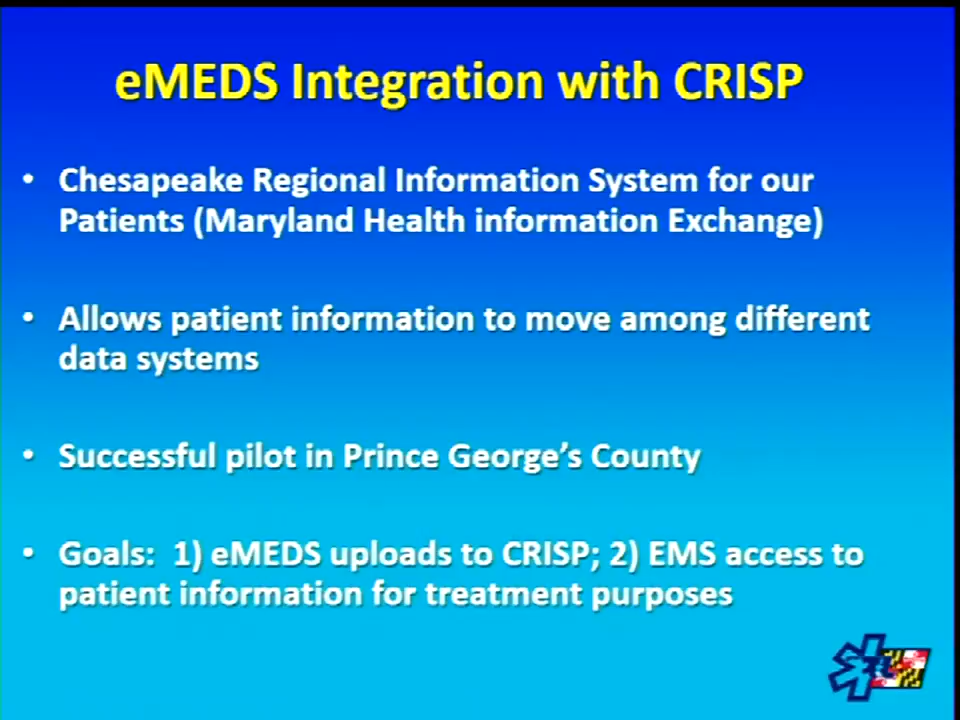 eMEDS Integration with CRISP
• Chesapeake Regional Information System for our
Patients (Maryland Health information Exchange)
• Allows patient information to move among different
data systems
• Successful pilot in Prince George's County
• Goals:  1) eMEDS uploads to CRISP; 2) EMS access to
patient information for treatment purposes